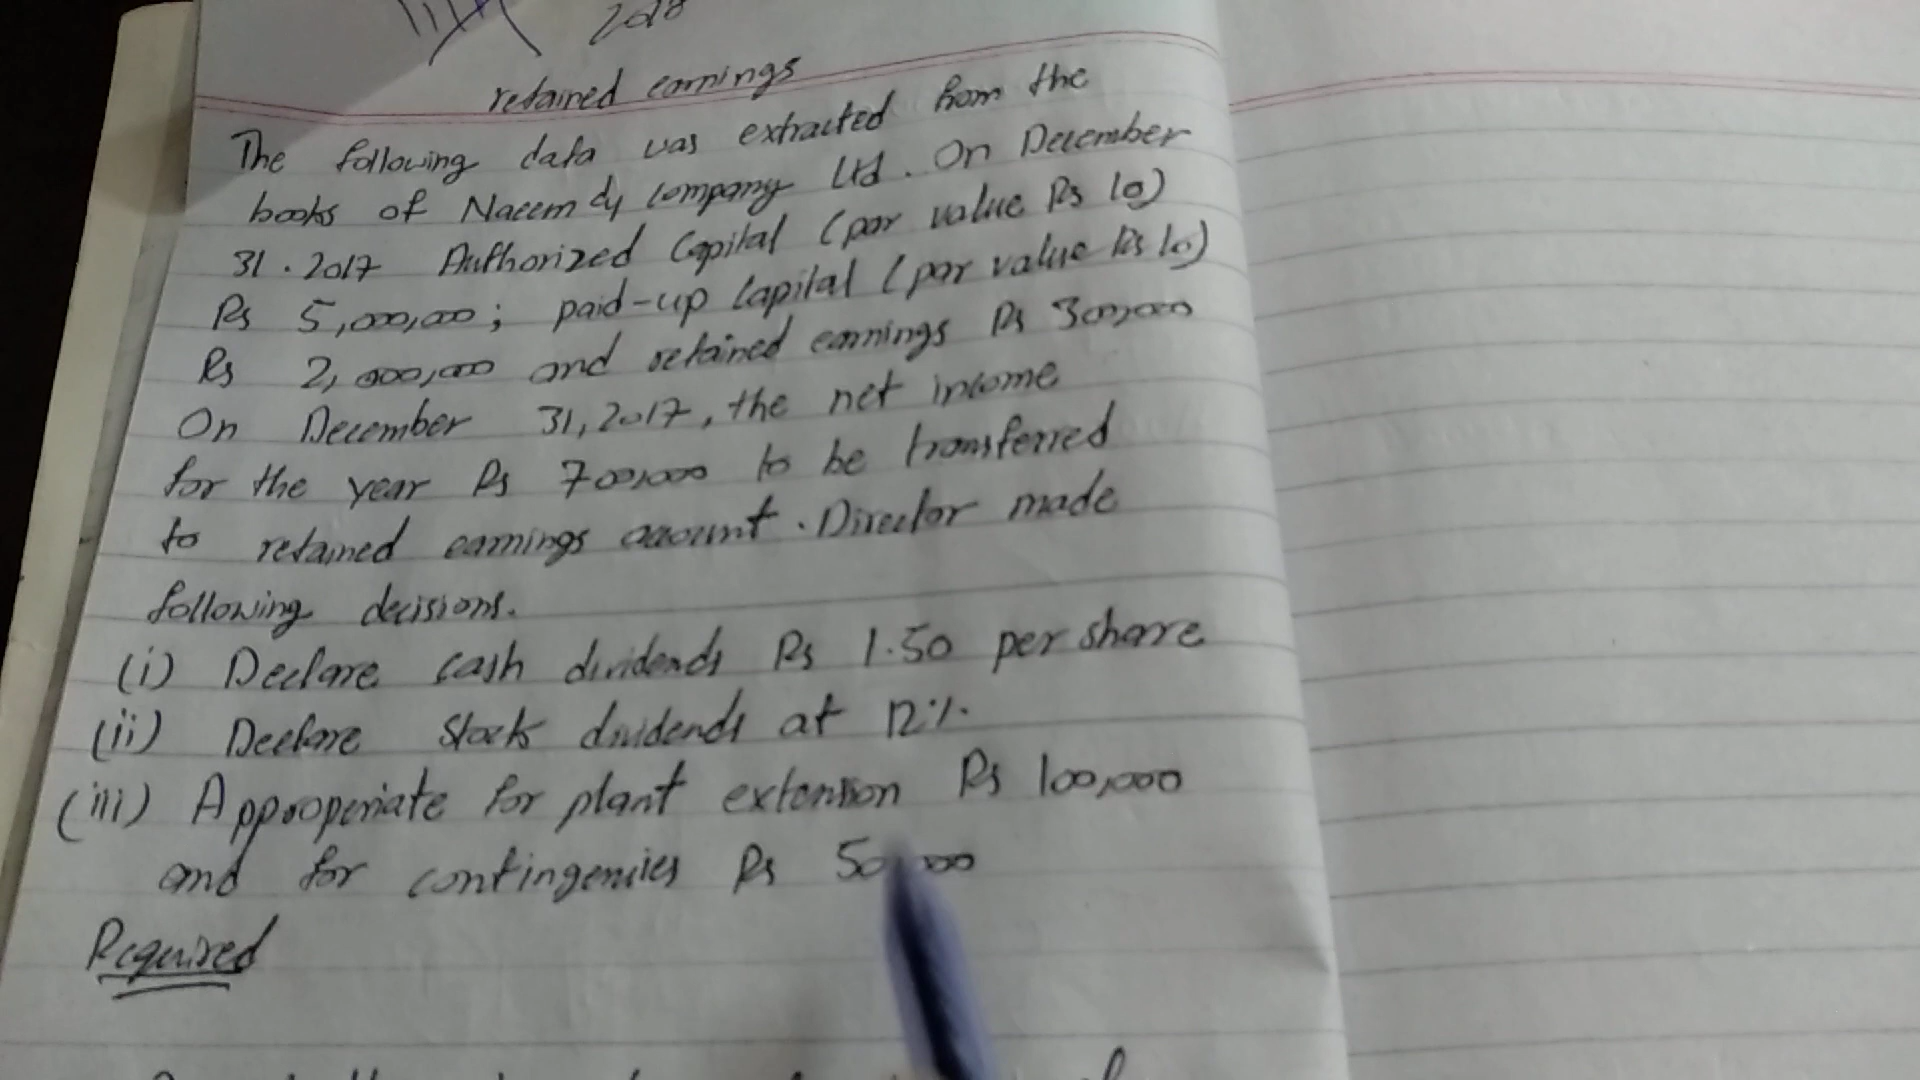 2018
retained earnings
The following data was extracted from the
books of Naeem dy company Ltd. On December
31.2017 Authorized Capital (par value Rs 10)
Rs 5,000,000; paid-up Capital (par value Rs 10)
Rs 2,000,000 and retained earnings Rs 300,000
On December 31, 2017, the net income
for the year Rs 700,000 to be transferred
to retained earnings account. Director made
following decisions.
(i) Declare cash dividends Rs 1.50 per share
(ii) Declare Stock dividends at 12%.
(iii) Approperiate for plant extention Rs 100,000
and for contingencies Rs 50,000
Required